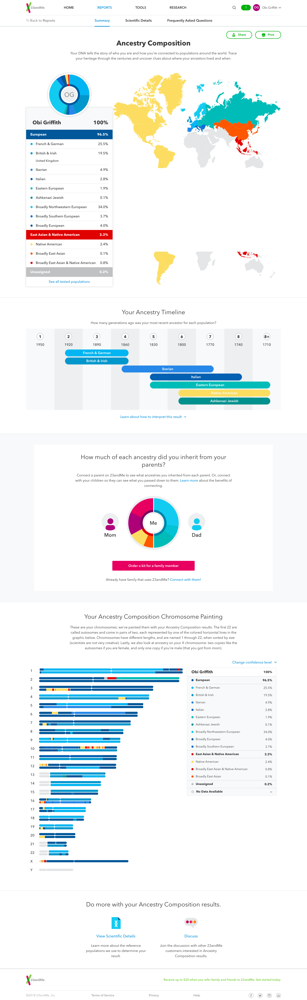 23andMe
HOME
REPORTS
TOOLS
RESEARCH
1
OG
Obi Griffith
Back to Reports
Summary
Scientific Details
Frequently Asked Questions
Share
Print
Ancestry Composition
Your DNA tells the story of who you are and how you're connected to populations around the world. Trace
your heritage through the centuries and uncover clues about where your ancestors lived and when.
OG
Obi Griffith 100%
European 96.5%
French & German 25.5%
British & Irish 19.5%
United Kingdom
Iberian 4.9%
Italian 2.8%
Eastern European 1.9%
Ashkenazi Jewish 0.1%
Broadly Northwestern European 34.0%
Broadly Southern European 3.7%
Broadly European 4.0%
East Asian & Native American 3.3%
Native American 2.4%
Broadly East Asian 0.1%
Broadly East Asian & Native American 0.8%
Unassigned 0.2%
See all tested populations
Your Ancestry Timeline
How many generations ago was your most recent ancestor for each population?
1 2 3 4 5 6 7 8 8+
1950 1920 1890 1860 1830 1800 1770 1740 1710
French & German
British & Irish
Iberian
Italian
Eastern European
Native American
Ashkenazi Jewish
Learn about how to interpret this result
How much of each ancestry did you inherit from your
parents?
Connect a parent on 23andMe to see what ancestries you inherited from each parent. Or, connect
with your children so they can see what you passed down to them. Learn more about the benefits of
connecting.
Mom
Me
Dad
Order a kit for a family member
Already have family that uses 23andMe? Connect with them!
Your Ancestry Composition Chromosome Painting
These are your chromosomes; we've painted them with your Ancestry Composition results. The first 22 are
called autosomes and come in pairs of two, each represented by one of the colored horizontal lines in the
graphic below. Chromosomes have different lengths, and are named 1 through 22, when sorted by size
(scientists are not very creative). Lastly, we also look at ancestry on your X chromosome: two copies like the
autosomes if you are female, and only one copy if you're male (that you got from mom).
Change confidence level
1
2
3
4
5
6
7
8
9
10
11
12
13
14
15
16
17
18
19
20
21
22
X
Y
Obi Griffith 100%
European 96.5%
French & German 25.5%
British & Irish 19.5%
Iberian 4.9%
Italian 2.8%
Eastern European 1.9%
Ashkenazi Jewish 0.1%
Broadly Northwestern European 34.0%
Broadly European 4.0%
Broadly Southern European 3.7%
East Asian & Native American 3.3%
Native American 2.4%
Broadly East Asian & Native American 0.8%
Broadly East Asian 0.1%
Unassigned 0.2%
No Data Available --
Do more with your Ancestry Composition results.
View Scientific Details
Learn more about the reference
populations we use to determine your
result.
Discuss
Join the discussion with other 23andMe
customers interested in Ancestry
Composition results.
23andMe
Receive up to $20 when you refer family and friends to 23andMe. Get started today.
©2018 23andMe, Inc.
Terms of Service
Privacy
Help